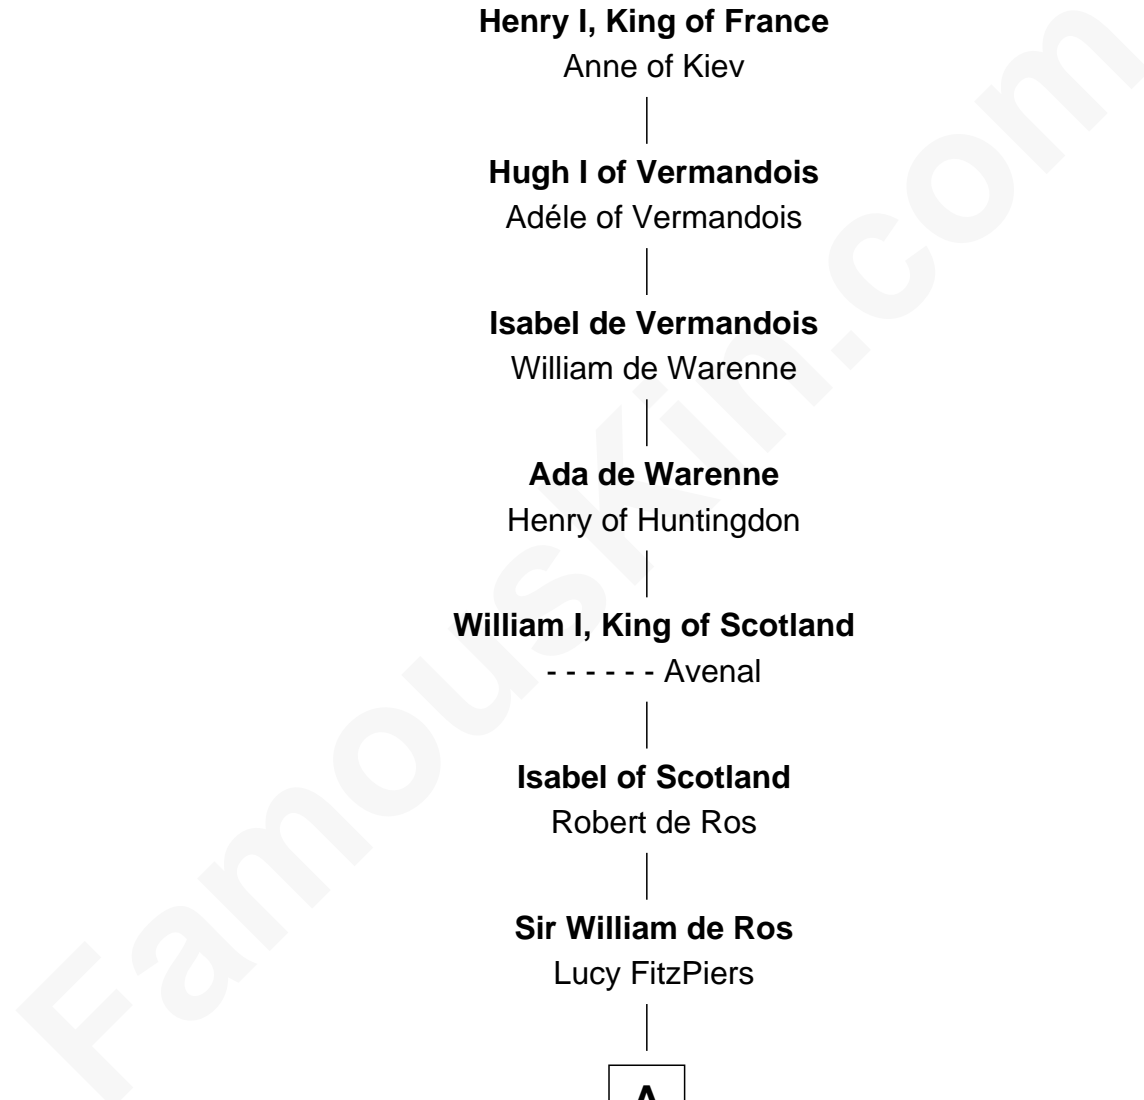 Henry I, King of France
Anne of Kiev
Hugh I of Vermandois
Adéle of Vermandois
Isabel de Vermandois
William de Warenne
Ada de Warenne
Henry of Huntingdon
William I, King of Scotland
- - - - - - Avenal
Isabel of Scotland
Robert de Ros
Sir William de Ros
Lucy FitzPiers
A
FamousKin.com